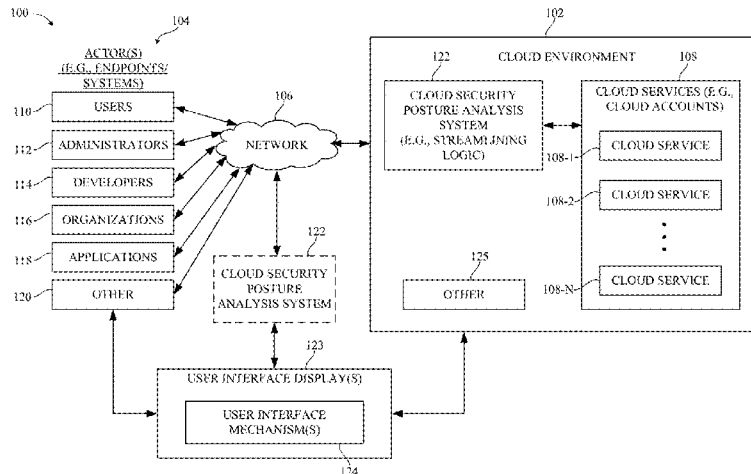 100
104
ACTOR(S)
(E.G., ENDPOINTS/
SYSTEMS)
110
USERS
112
ADMINISTRATORS
114
DEVELOPERS
116
ORGANIZATIONS
118
APPLICATIONS
120
OTHER
106
NETWORK
122
CLOUD SECURITY
POSTURE
ANALYSIS SYSTEM
102
CLOUD ENVIRONMENT
122
CLOUD SECURITY
POSTURE ANALYSIS
SYSTEM
(E.G., STREAMLINING
LOGIC)
108
CLOUD SERVICES (E.G.,
CLOUD ACCOUNTS)
108-1
CLOUD SERVICE
108-2
CLOUD SERVICE
108-N
CLOUD SERVICE
125
OTHER
123
USER INTERFACE DISPLAY(S)
USER INTERFACE
MECHANISM(S)
124